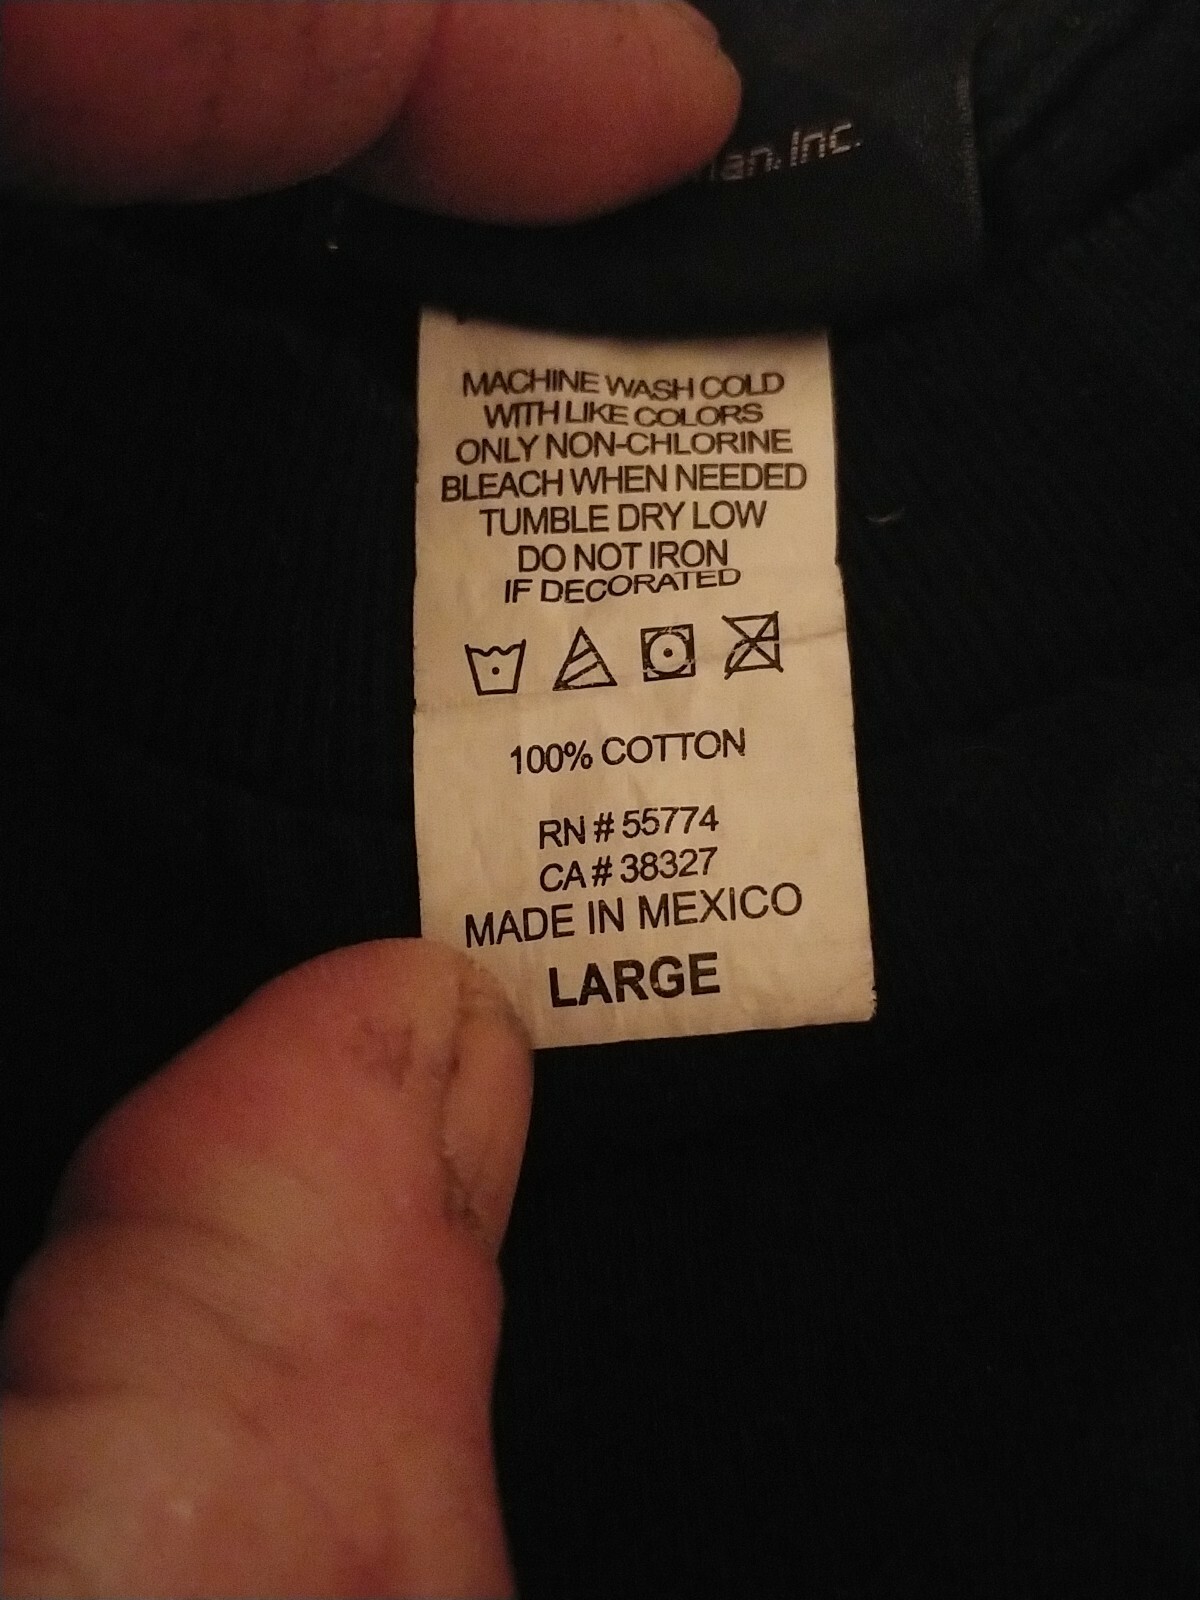 Inc.
MACHINE WASH COLD
WITH LIKE COLORS
ONLY NON-CHLORINE
BLEACH WHEN NEEDED
TUMBLE DRY LOW
DO NOT IRON
IF DECORATED
100% COTTON
RN # 55774
CA # 38327
MADE IN MEXICO
LARGE